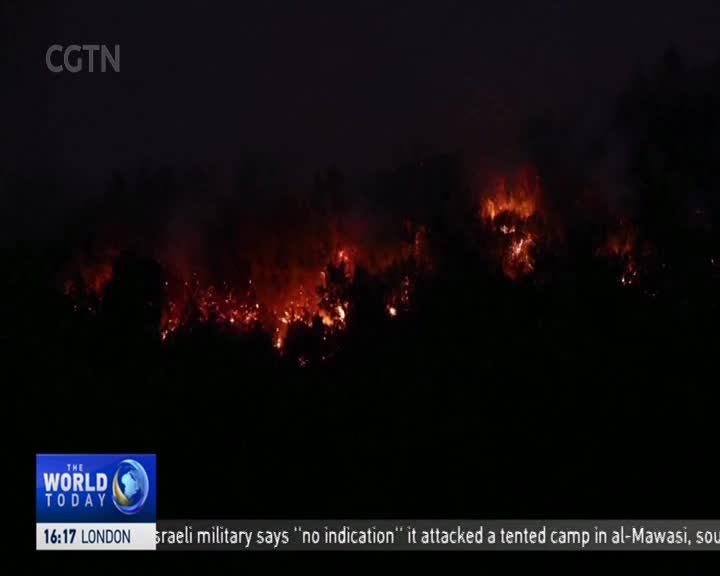 CGTN
THE
WORLD
TODAY
16:17 LONDON
sraeli military says "no indication" it attacked a tented camp in al-Mawasi, sou